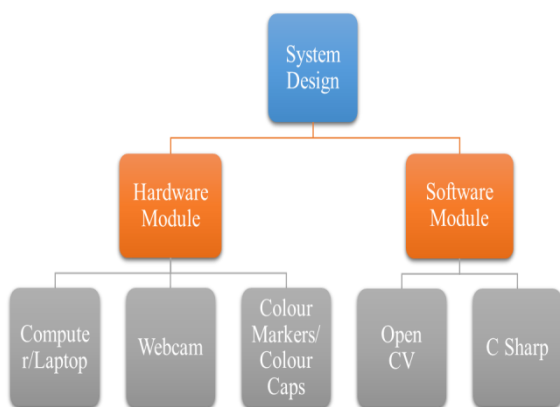 System
Design
Hardware
Module
Software
Module
Compute
r/Laptop
Webcam
Colour
Markers/
Colour
Caps
Open
CV
C Sharp